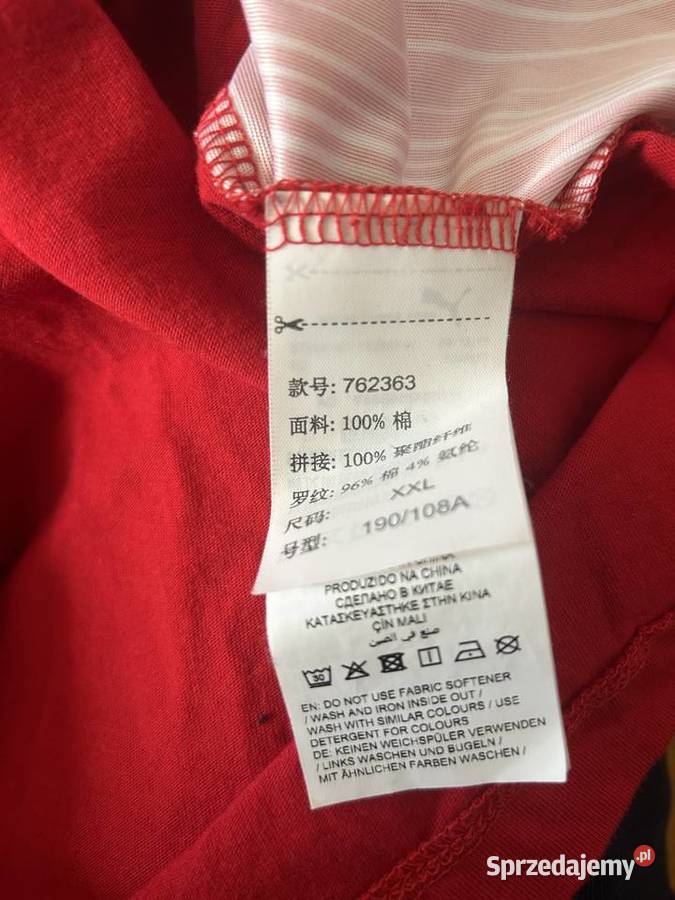 款号: 762363
面料: 100% 棉
拼接: 100% 聚酯纤维
罗纹: 96% 棉 4% 氨纶
尺码: XXL
号型: 190/108A
PRODUZIDO NA CHINA
СДЕЛАНО В КИТАЕ
ΚΑΤΑΣΚΕΥΑΣΤΗΚΕ ΣΤΗΝ ΚΙΝΑ
ÇİN MALI
صنع في الصين
30
EN: DO NOT USE FABRIC SOFTENER
/ WASH AND IRON INSIDE OUT /
WASH WITH SIMILAR COLOURS / USE
DETERGENT FOR COLOURS
DE: KEINEN WEICHSPÜLER VERWENDEN
/ LINKS WASCHEN UND BUGELN /
MIT ÄHNLICHEN FARBEN WASCHEN /
Sprzedajemy.pl